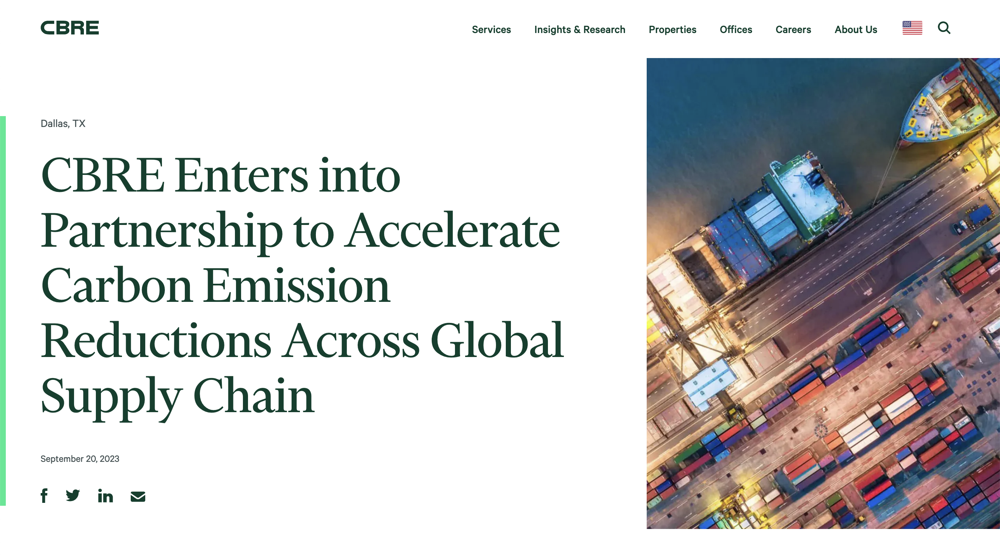 CBRE
Services
Insights & Research
Properties
Offices
Careers
About Us
Dallas, TX
CBRE Enters into
Partnership to Accelerate
Carbon Emission
Reductions Across Global
Supply Chain
September 20, 2023